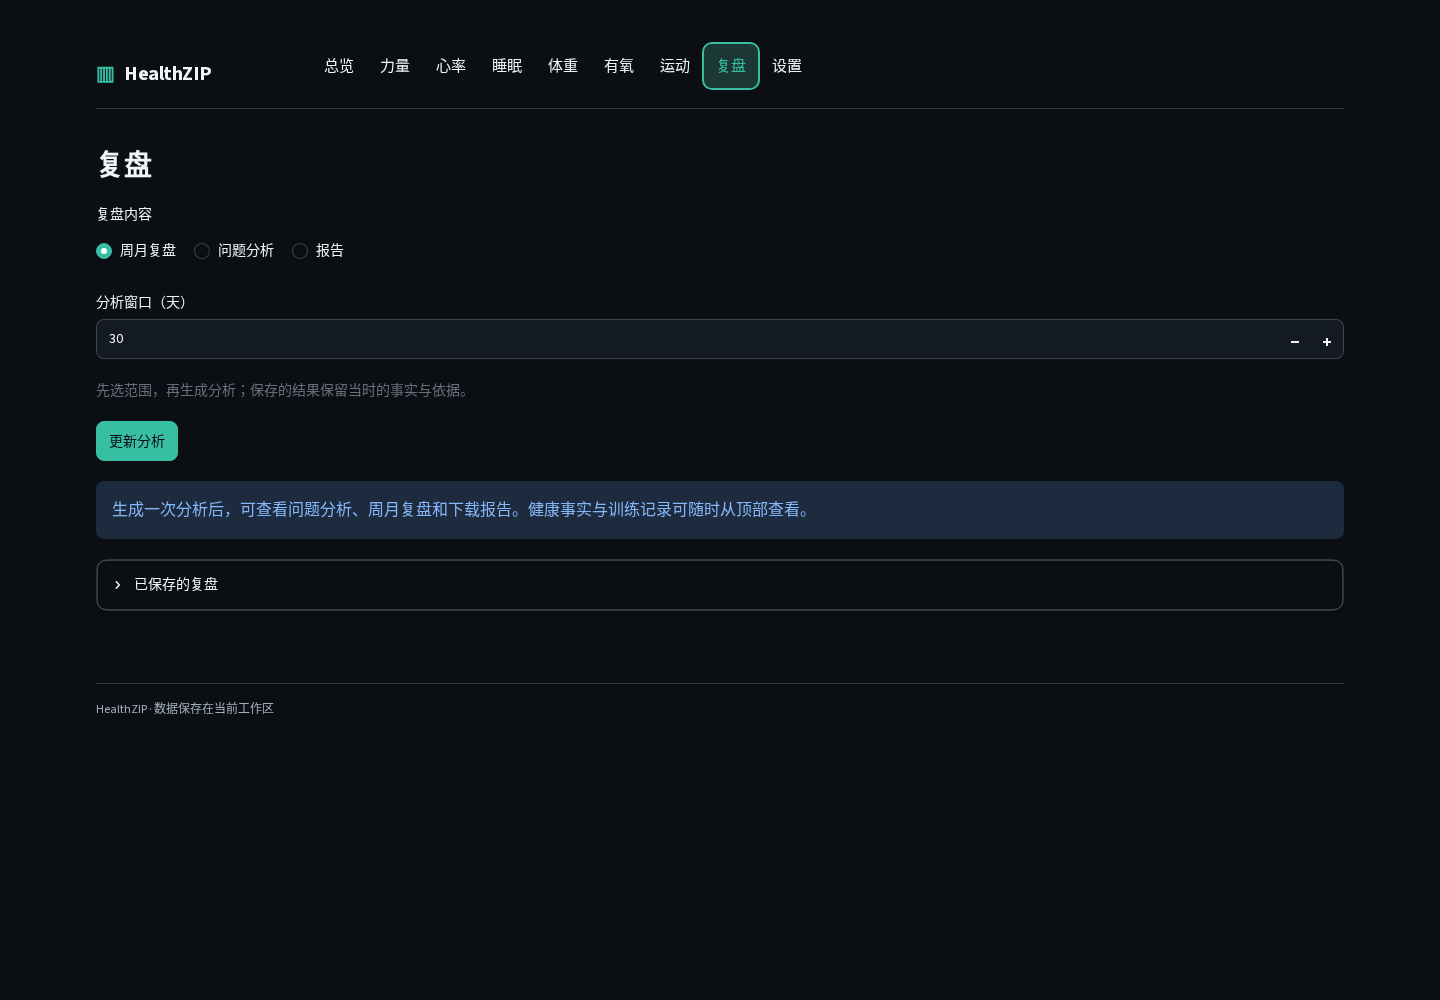 HealthZIP
总览 力量 心率 睡眠 体重 有氧 运动 复盘 设置
复盘
复盘内容
周月复盘 问题分析 报告
分析窗口（天）
30
先选范围，再生成分析；保存的结果保留当时的事实与依据。
更新分析
生成一次分析后，可查看问题分析、周月复盘和下载报告。健康事实与训练记录可随时从顶部查看。
已保存的复盘
HealthZIP · 数据保存在当前工作区